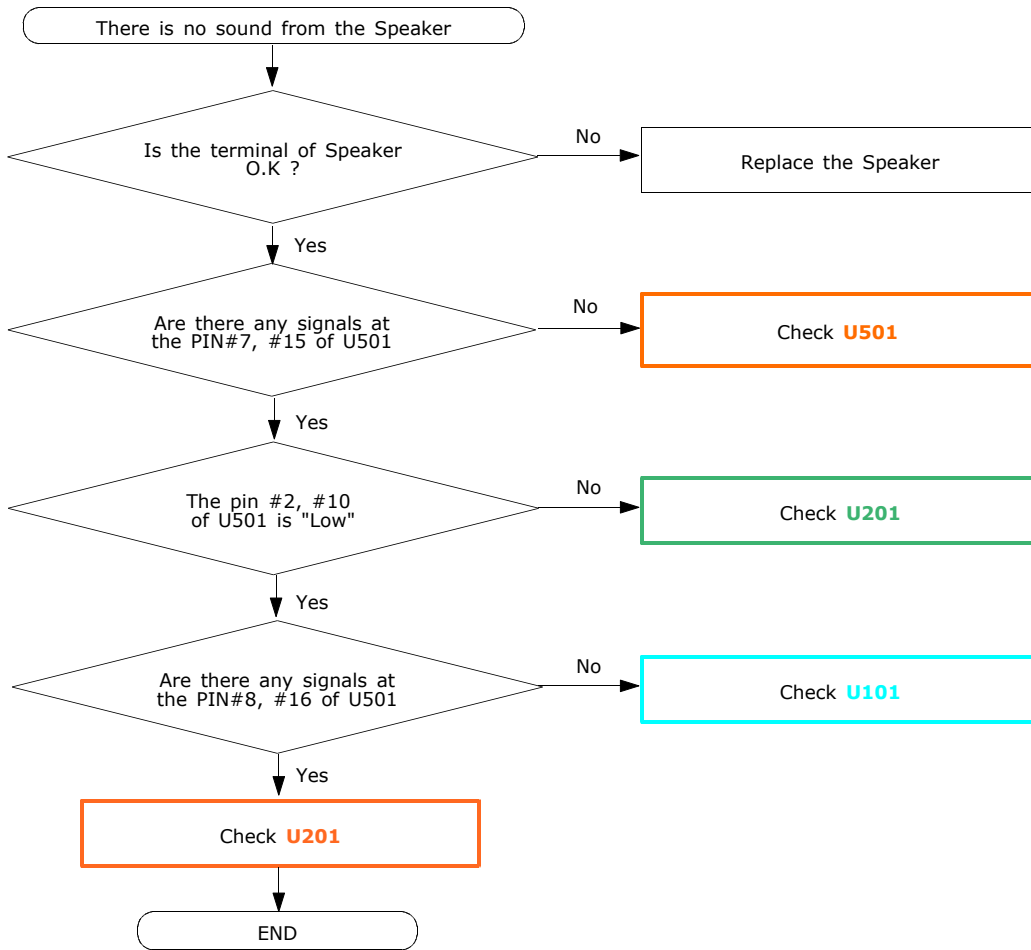 There is no sound from the Speaker
Is the terminal of Speaker
O.K ?
No
Replace the Speaker
Yes
Are there any signals at
the PIN#7, #15 of U501
No
Check U501
Yes
The pin #2, #10
of U501 is "Low"
No
Check U201
Yes
Are there any signals at
the PIN#8, #16 of U501
No
Check U101
Yes
Check U201
END